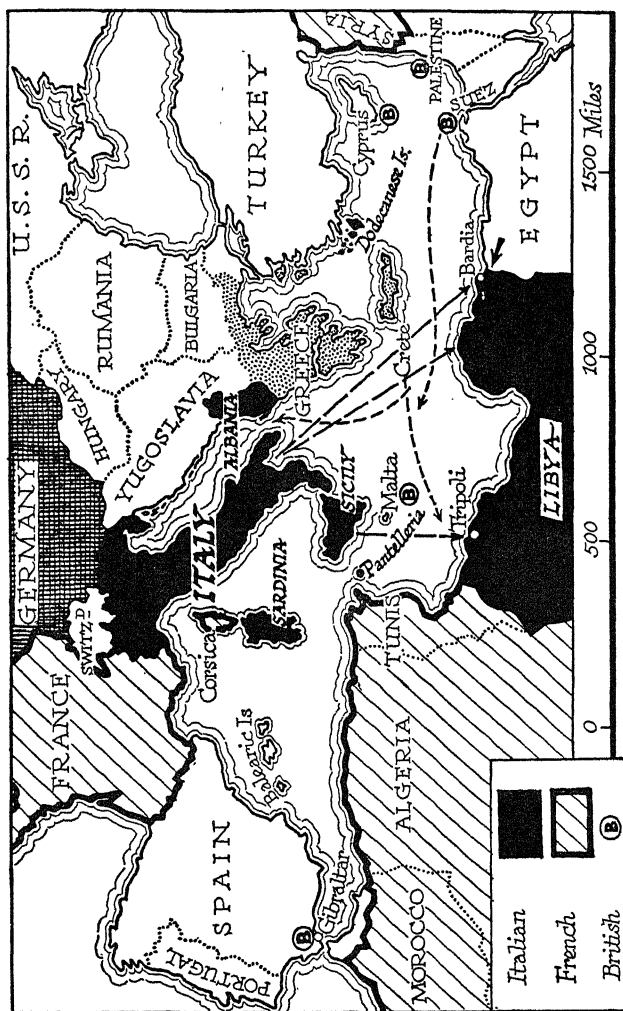 U.S.S.R.
GERMANY
HUNGARY
RUMANIA
SWITZD
FRANCE
YUGOSLAVIA
BULGARIA
TURKEY
SYRIA
ITALY
ALBANIA
GREECE
Corsica
SARDINIA
SICILY
PORTUGAL
SPAIN
Balearic Is
Dodecanese Is.
Cyprus
B
Crete
PALESTINE
B
B
Gibraltar
Malta
B
Pantelleria
SUEZ
B
MOROCCO
ALGERIA
TUNIS
Tripoli
Bardia
LIBYA
EGYPT
Italian
French
British B
0 500 1000 1500 Miles